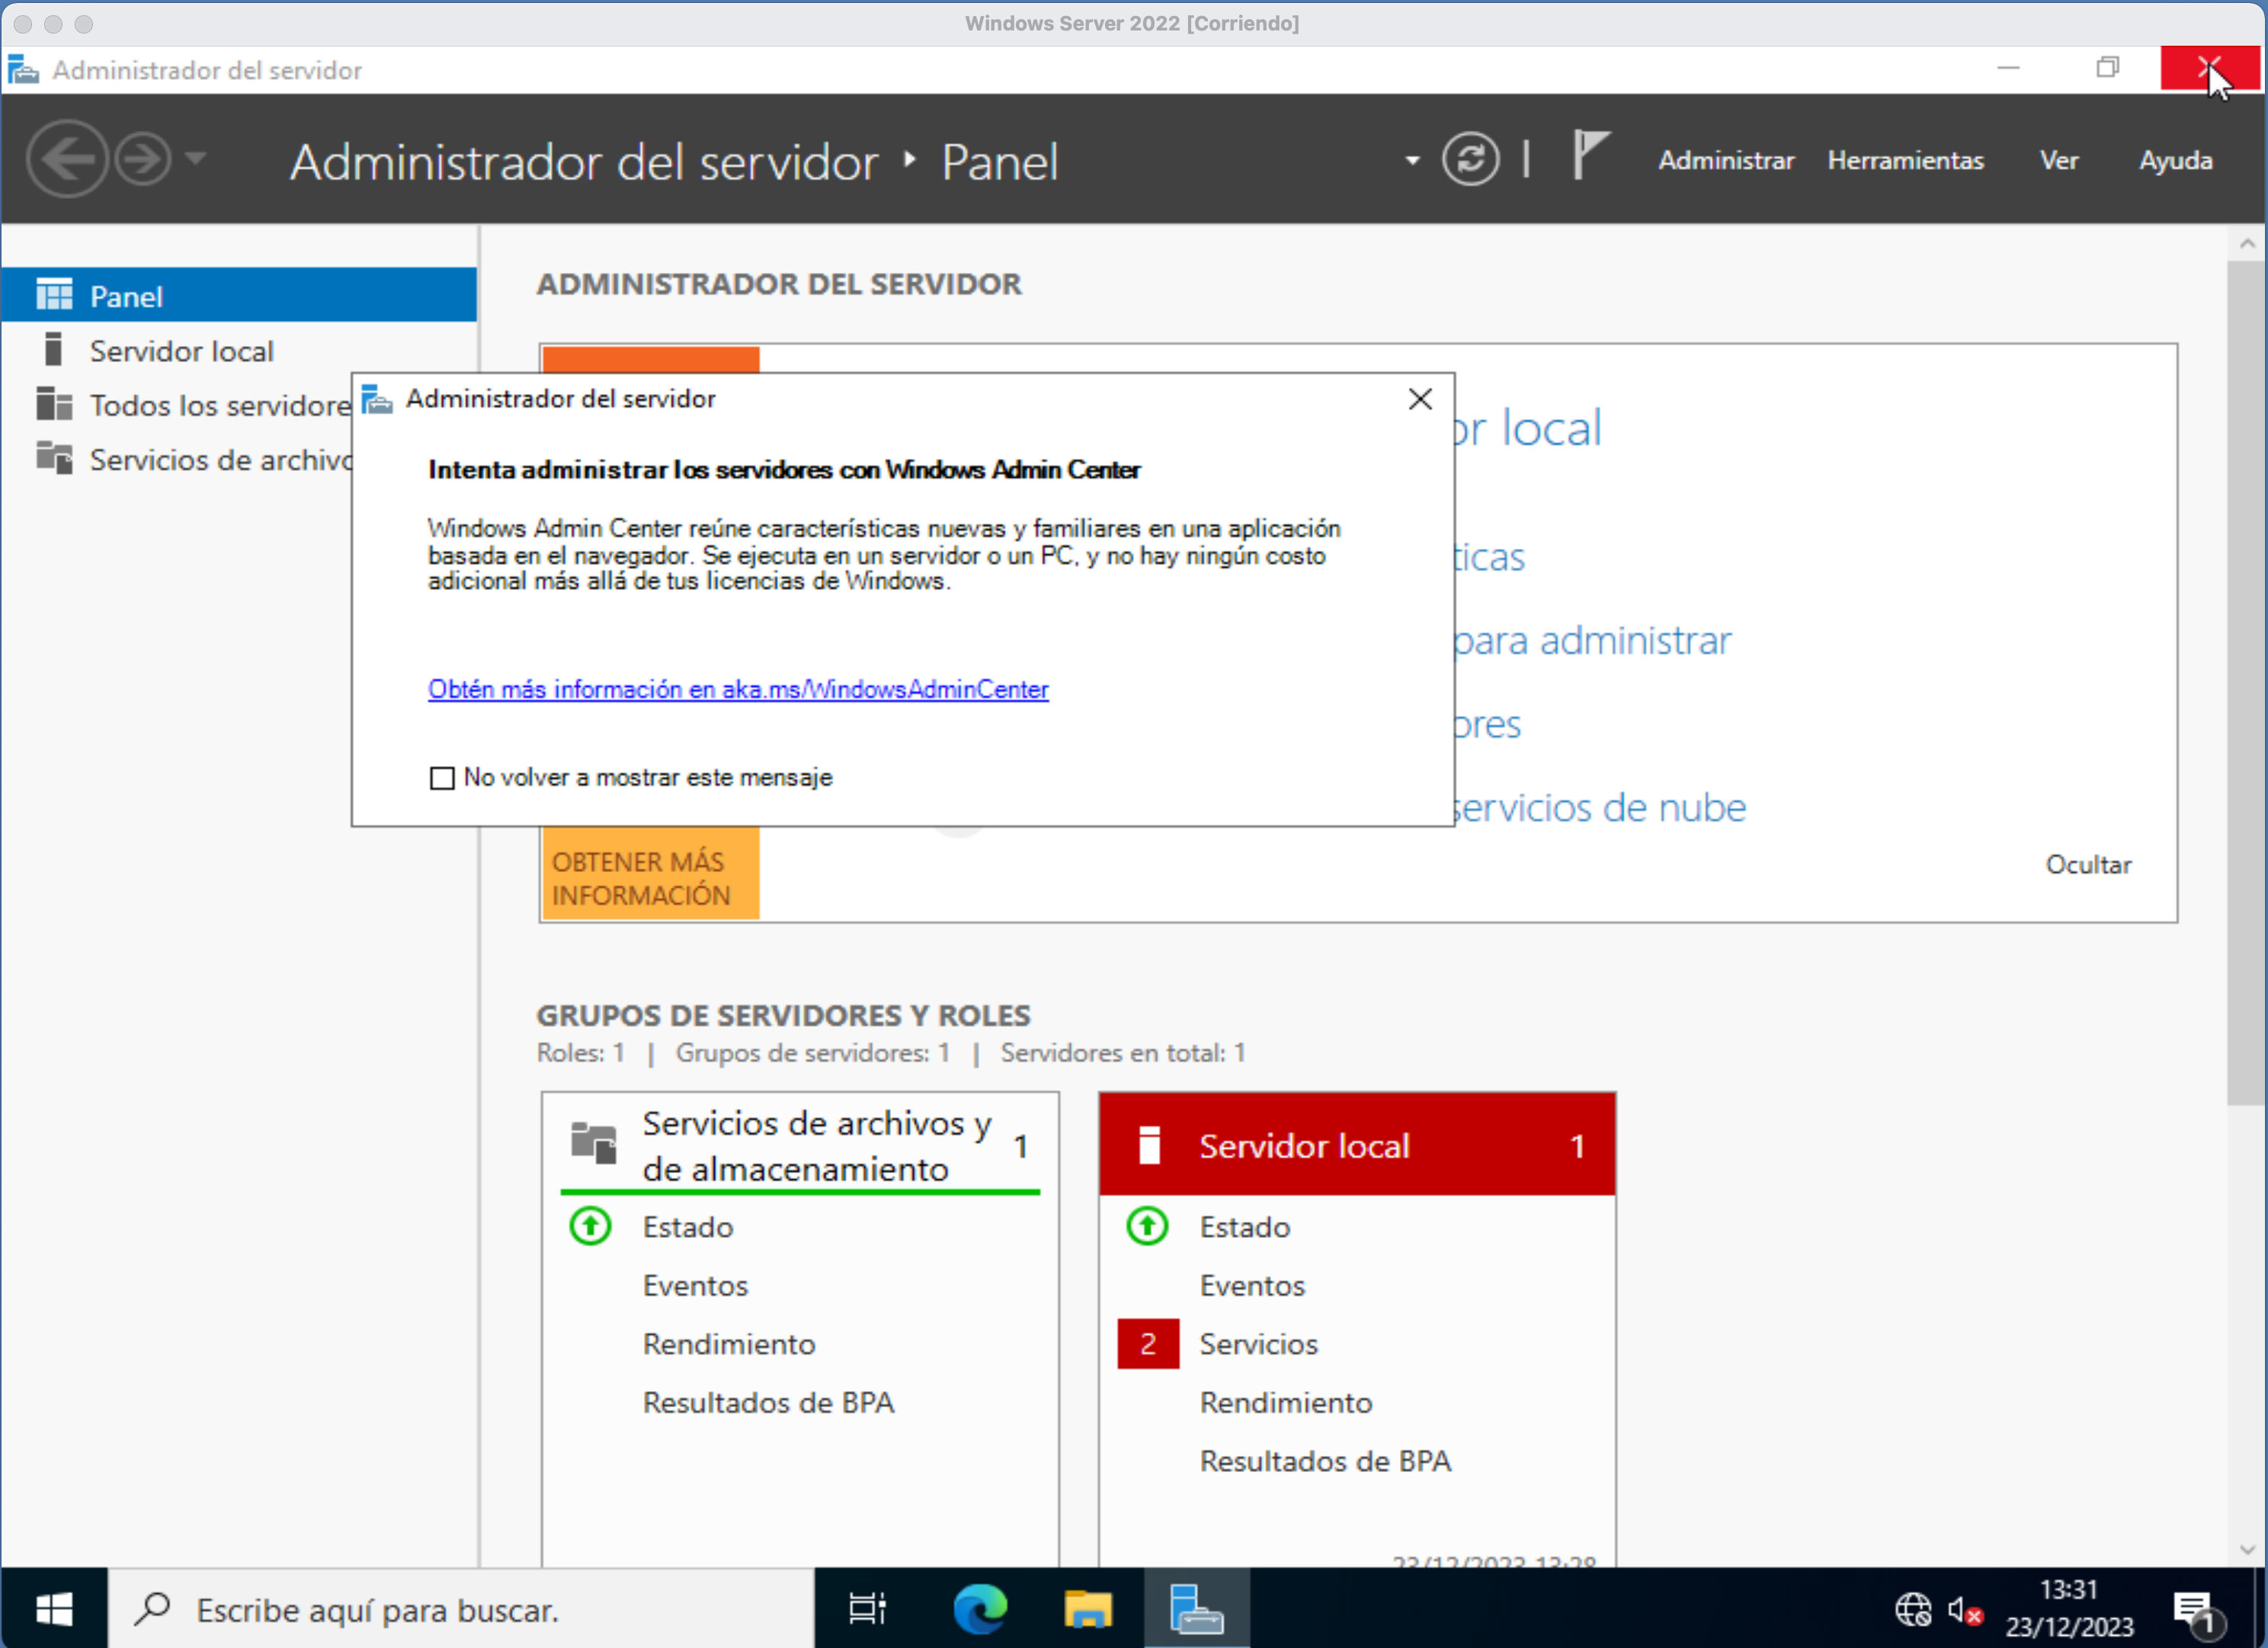 Windows Server 2022 [Corriendo]
Administrador del servidor
Administrador del servidor ‣ Panel
Administrar
Herramientas
Ver
Ayuda
Panel
Servidor local
Todos los servidore
Servicios de archivo
ADMINISTRADOR DEL SERVIDOR
Administrador del servidor
Intenta administrar los servidores con Windows Admin Center
Windows Admin Center reúne características nuevas y familiares en una aplicación
basada en el navegador. Se ejecuta en un servidor o un PC, y no hay ningún costo
adicional más allá de tus licencias de Windows.
Obtén más información en aka.ms/WindowsAdminCenter
No volver a mostrar este mensaje
or local
ticas
para administrar
ores
servicios de nube
OBTENER MÁS
INFORMACIÓN
Ocultar
GRUPOS DE SERVIDORES Y ROLES
Roles: 1 | Grupos de servidores: 1 | Servidores en total: 1
Servicios de archivos y
de almacenamiento
1
Estado
Eventos
Rendimiento
Resultados de BPA
Servidor local 1
Estado
Eventos
2 Servicios
Rendimiento
Resultados de BPA
23/12/2023 13:28
Escribe aquí para buscar.
13:31
23/12/2023
1